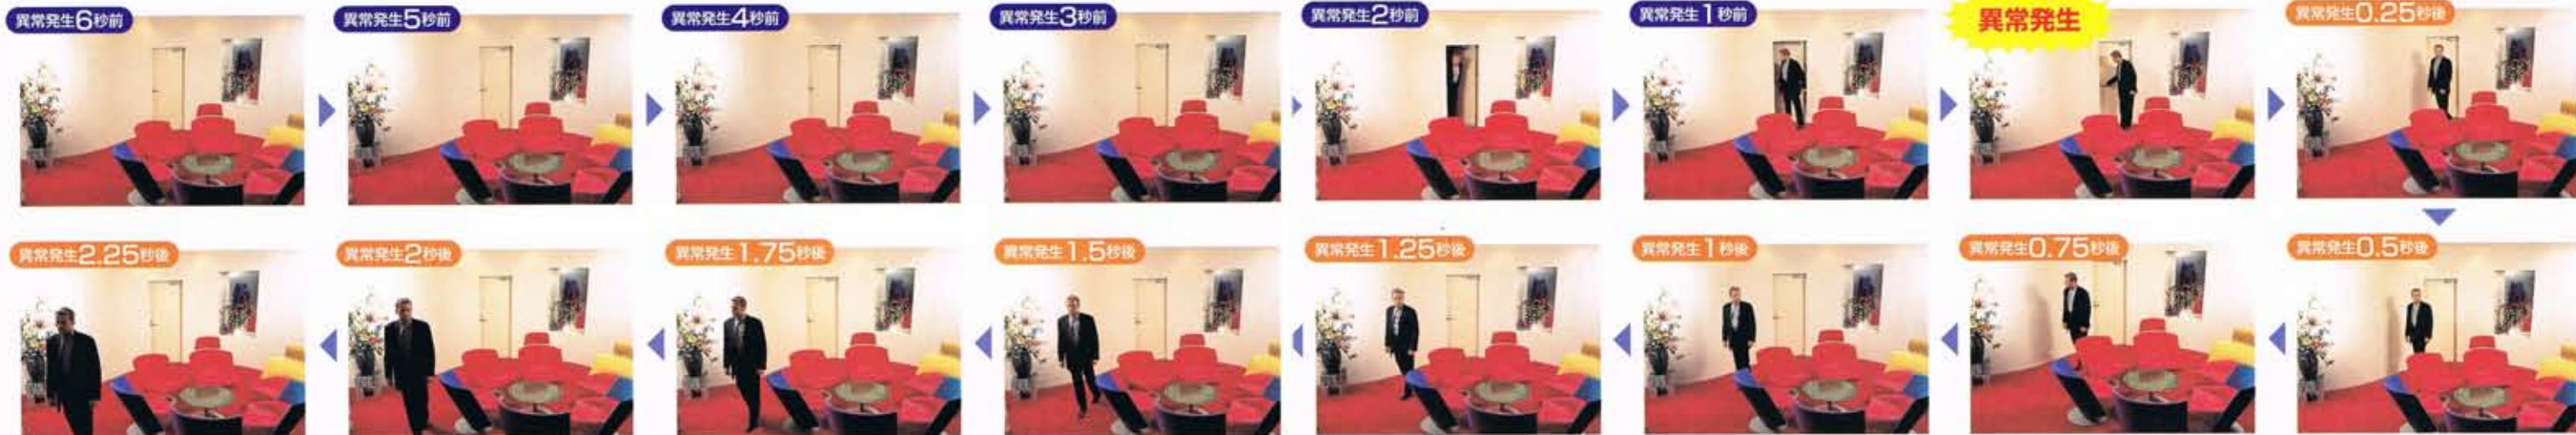 異常発生6秒前
異常発生5秒前
異常発生4秒前
異常発生3秒前
異常発生2秒前
異常発生1秒前
異常発生
異常発生0.25秒後
異常発生0.5秒後
異常発生0.75秒後
異常発生1秒後
異常発生1.25秒後
異常発生1.5秒後
異常発生1.75秒後
異常発生2秒後
異常発生2.25秒後